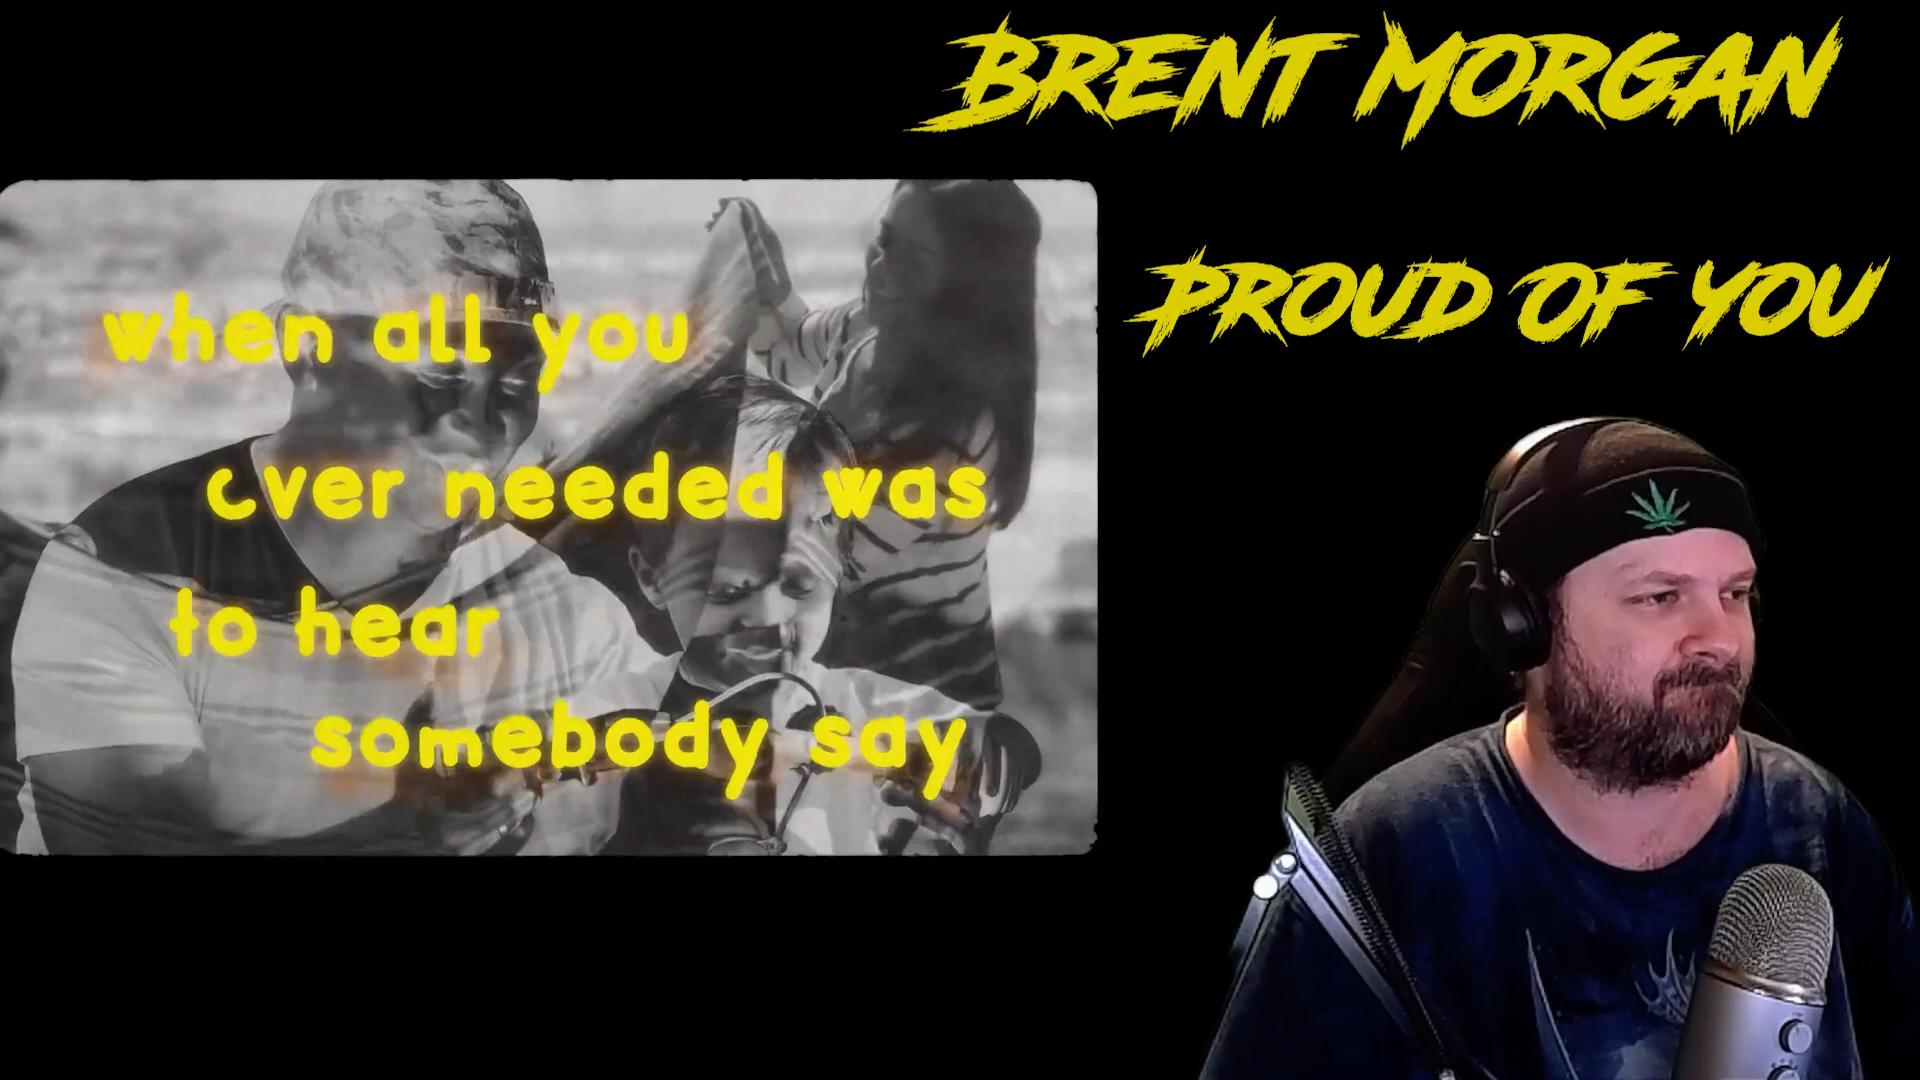 BRENT MORGAN
PROUD OF YOU
when all you
ever needed was
to hear
somebody say